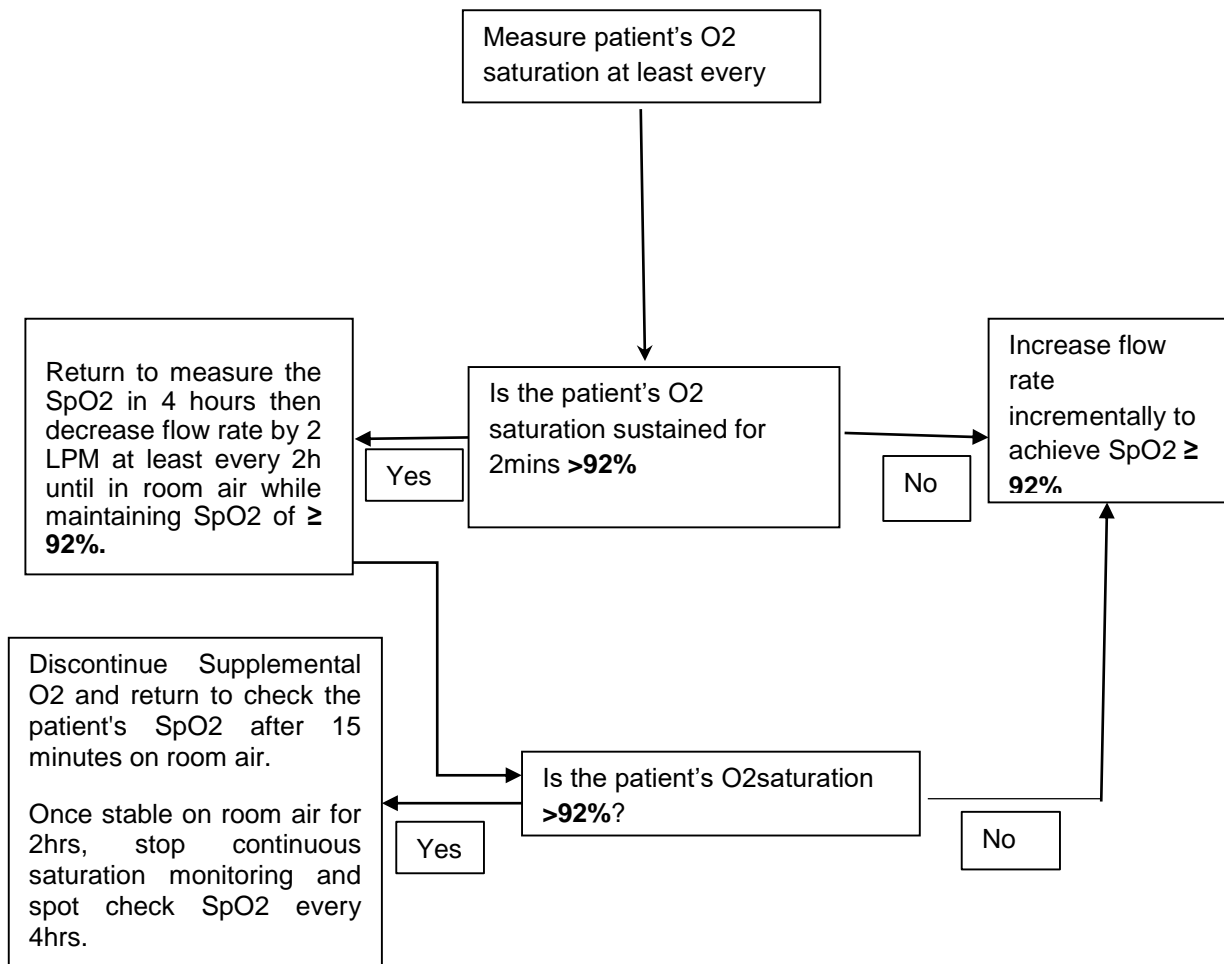 Measure patient’s O2
saturation at least every
Return to measure the
SpO2 in 4 hours then
decrease flow rate by 2
LPM at least every 2h
until in room air while
maintaining SpO2 of ≥
92%.
Yes
Is the patient’s O2
saturation sustained for
2mins >92%
No
Increase flow
rate
incrementally to
achieve SpO2 ≥
92%
Discontinue Supplemental
O2 and return to check the
patient's SpO2 after 15
minutes on room air.
Once stable on room air for
2hrs, stop continuous
saturation monitoring and
spot check SpO2 every
4hrs.
Yes
Is the patient’s O2saturation
>92%?
No